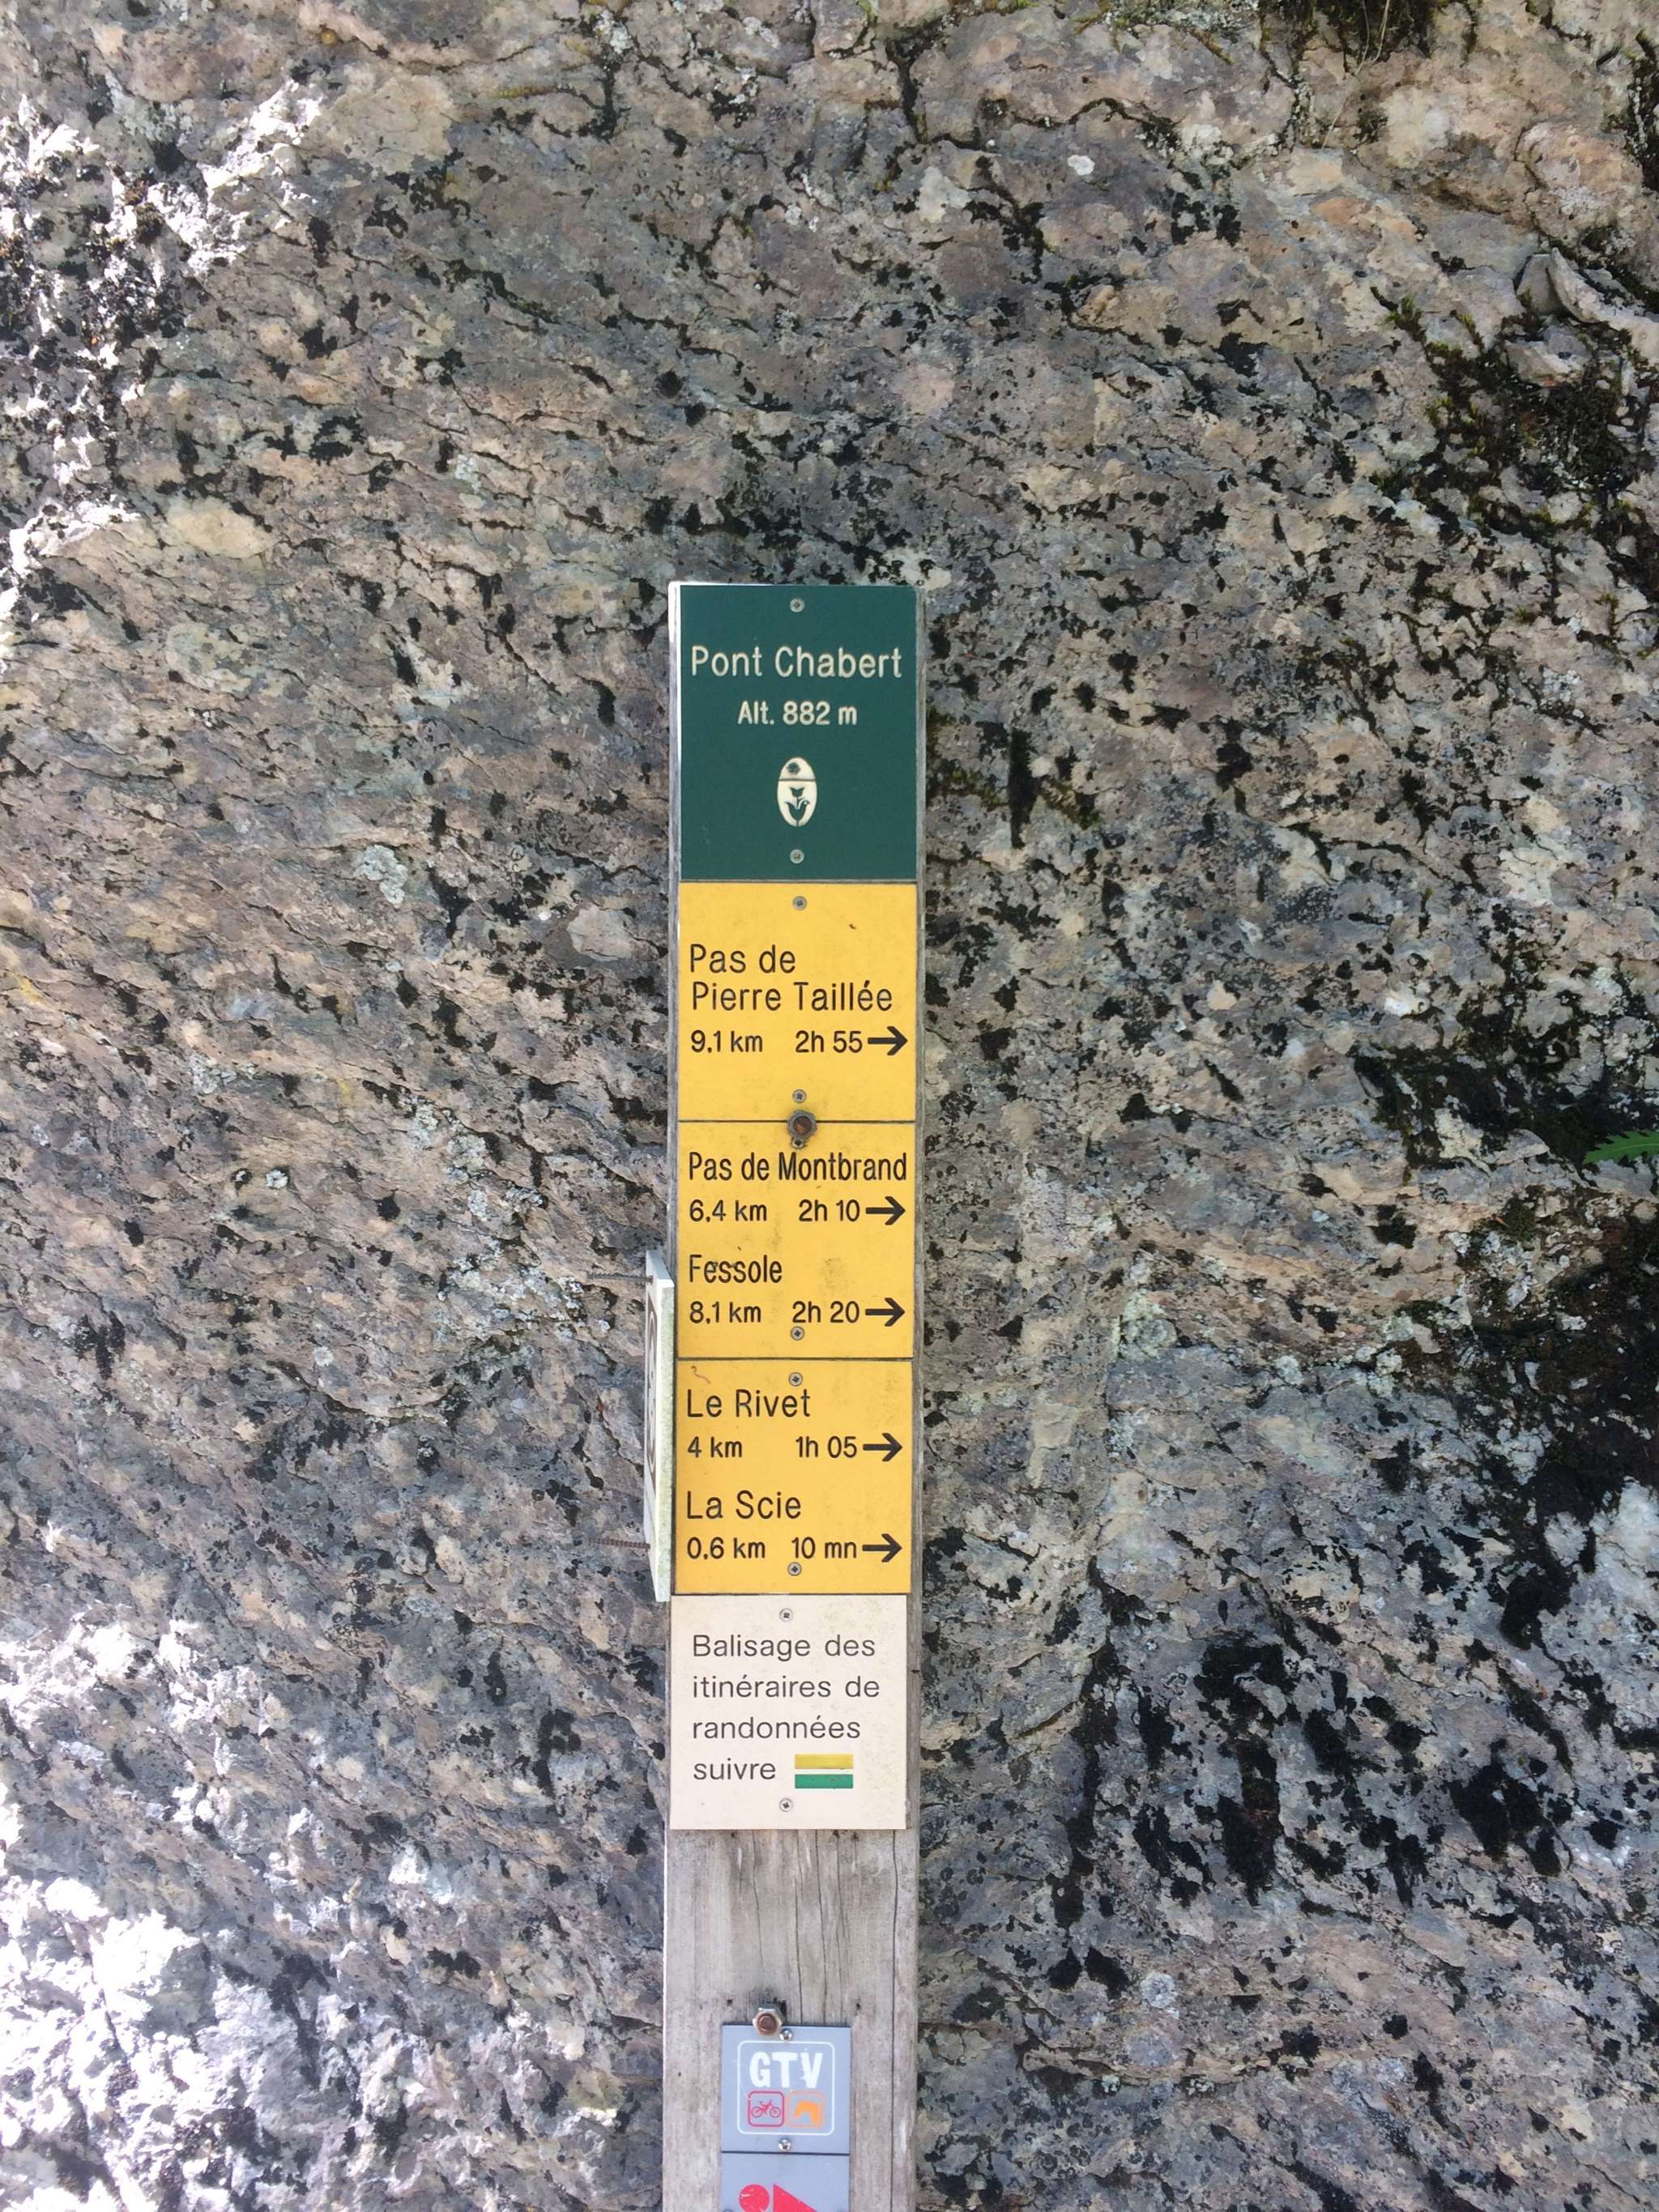 Pont Chabert
Alt. 882 m
Pas de
Pierre Taillée
9,1 km 2h 55
Pas de Montbrand
6,4 km 2h 10
Fessole
8,1 km 2h 20
Le Rivet
4 km 1h 05
La Scie
0,6 km 10 mn
Balisage des
itinéraires de
randonnées
suivre
GTV